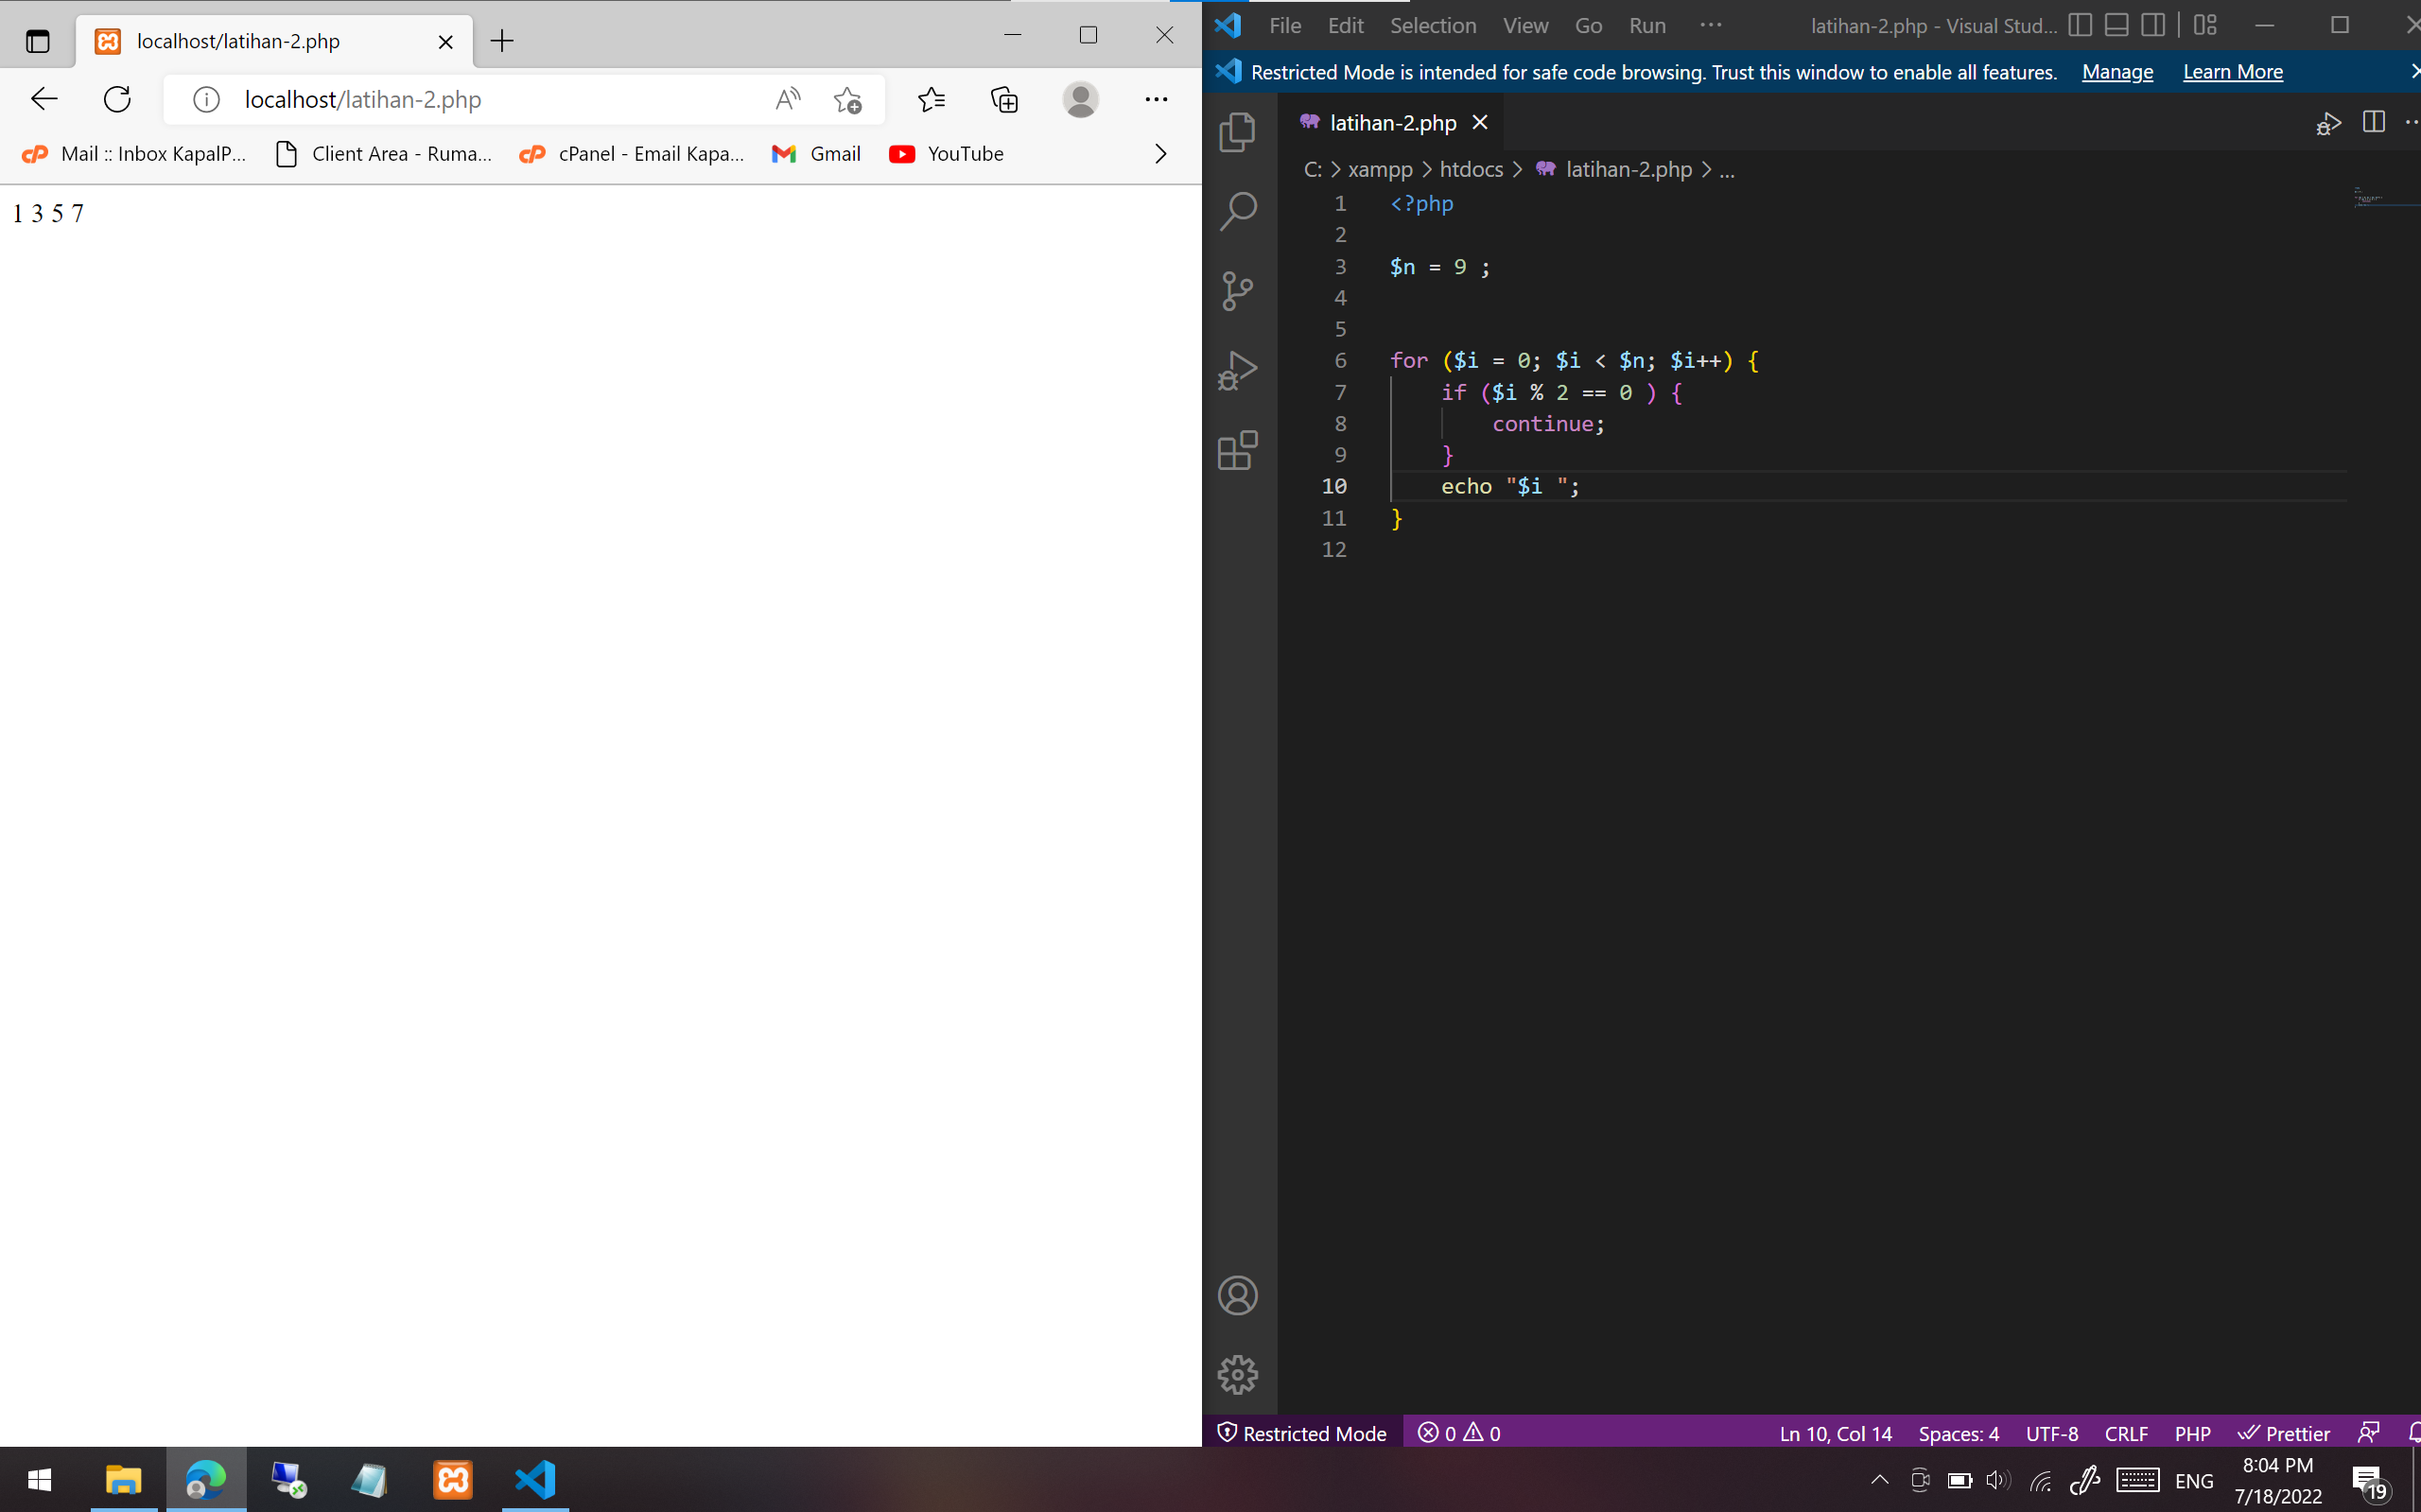 localhost/latihan-2.php
localhost/latihan-2.php
Mail :: Inbox KapalP... Client Area - Ruma... cPanel - Email Kapa... Gmail YouTube
1 3 5 7
File Edit Selection View Go Run ··· latihan-2.php - Visual Stud...
Restricted Mode is intended for safe code browsing. Trust this window to enable all features. Manage Learn More
latihan-2.php
C: > xampp > htdocs > latihan-2.php > ...
1 <?php
2
3 $n = 9 ;
4
5
6 for ($i = 0; $i < $n; $i++) {
7     if ($i % 2 == 0 ) {
8         continue;
9     }
10     echo "$i ";
11 }
12
Restricted Mode 0 0 Ln 10, Col 14 Spaces: 4 UTF-8 CRLF PHP Prettier
ENG 8:04 PM
7/18/2022 19